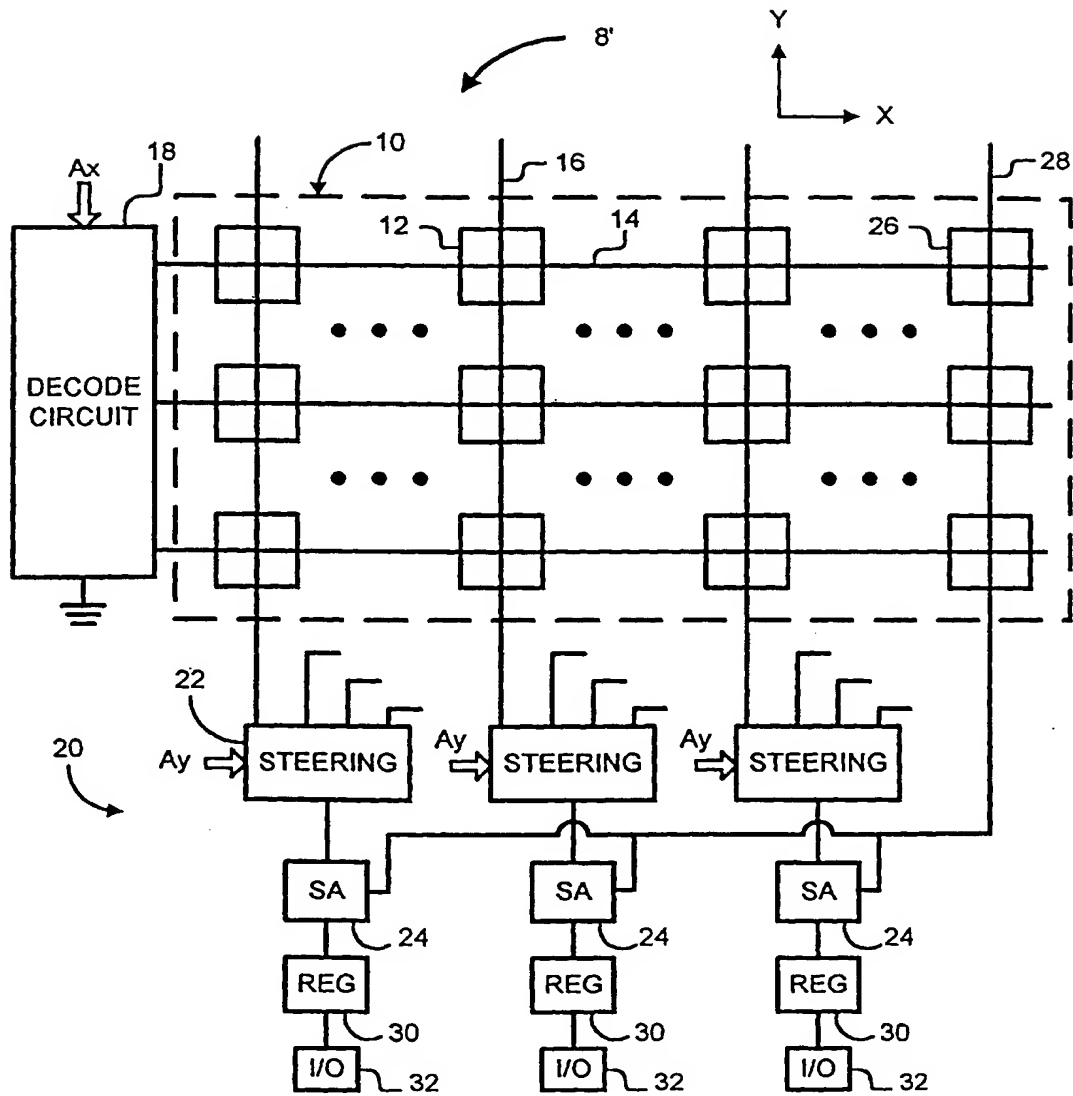 Y
8'
X
10
16
28
18
Ax
12
14
26
DECODE
CIRCUIT
22
Ay
STEERING
Ay
STEERING
Ay
STEERING
20
SA
SA
SA
24
24
24
REG
REG
REG
30
30
30
I/O
I/O
I/O
32
32
32